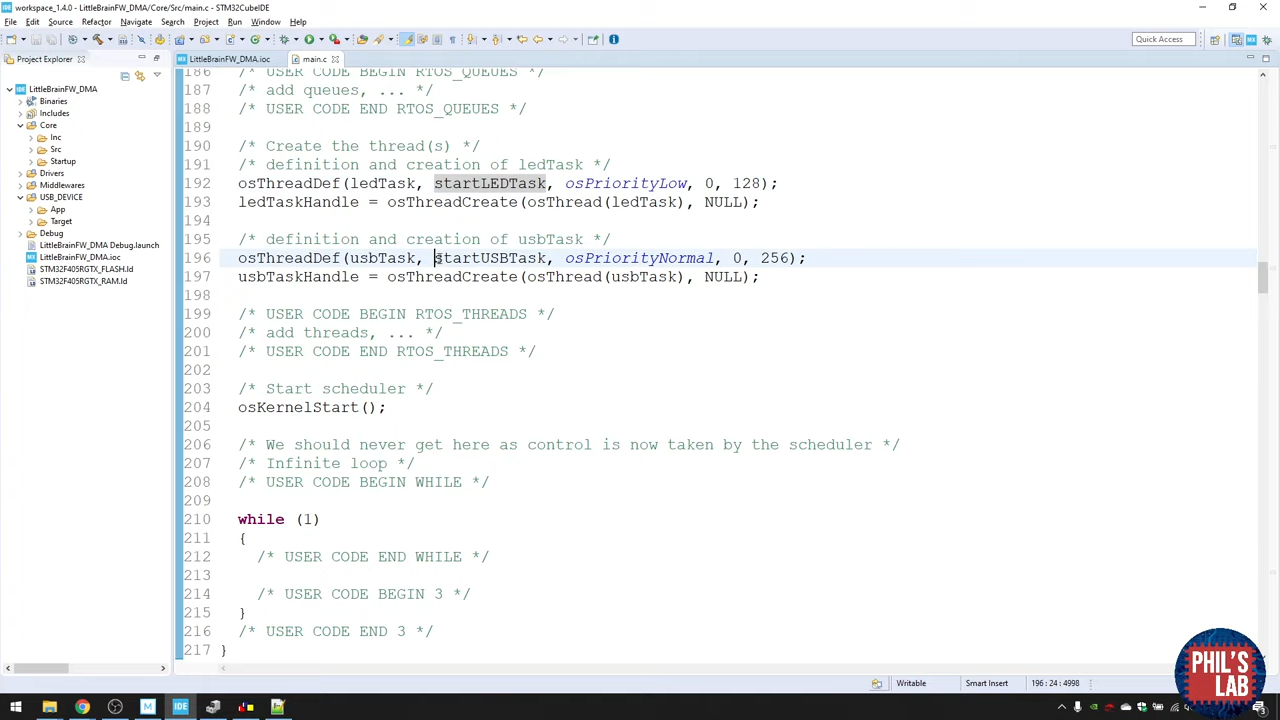 workspace_1.4.0 - LittleBrainFW_DMA/Core/Src/main.c - STM32CubeIDE
File Edit Source Refactor Navigate Search Project Run Window Help
Quick Access
Project Explorer
LittleBrainFW_DMA.ioc
main.c
LittleBrainFW_DMA
Binaries
Includes
Core
Inc
Src
Startup
Drivers
Middlewares
USB_DEVICE
App
Target
Debug
LittleBrainFW_DMA Debug.launch
LittleBrainFW_DMA.ioc
STM32F405RGTX_FLASH.ld
STM32F405RGTX_RAM.ld
186 /* USER CODE BEGIN RTOS_QUEUES */
187 /* add queues, ... */
188 /* USER CODE END RTOS_QUEUES */
189
190 /* Create the thread(s) */
191 /* definition and creation of ledTask */
192 osThreadDef(ledTask, startLEDTask, osPriorityLow, 0, 128);
193 ledTaskHandle = osThreadCreate(osThread(ledTask), NULL);
194
195 /* definition and creation of usbTask */
196 osThreadDef(usbTask, startUSBTask, osPriorityNormal, 0, 256);
197 usbTaskHandle = osThreadCreate(osThread(usbTask), NULL);
198
199 /* USER CODE BEGIN RTOS_THREADS */
200 /* add threads, ... */
201 /* USER CODE END RTOS_THREADS */
202
203 /* Start scheduler */
204 osKernelStart();
205
206 /* We should never get here as control is now taken by the scheduler */
207 /* Infinite loop */
208 /* USER CODE BEGIN WHILE */
209
210 while (1)
211 {
212 /* USER CODE END WHILE */
213
214 /* USER CODE BEGIN 3 */
215 }
216 /* USER CODE END 3 */
217 }
Writable
Smart Insert
196 : 24 : 4998
PHIL'S
LAB
IDE